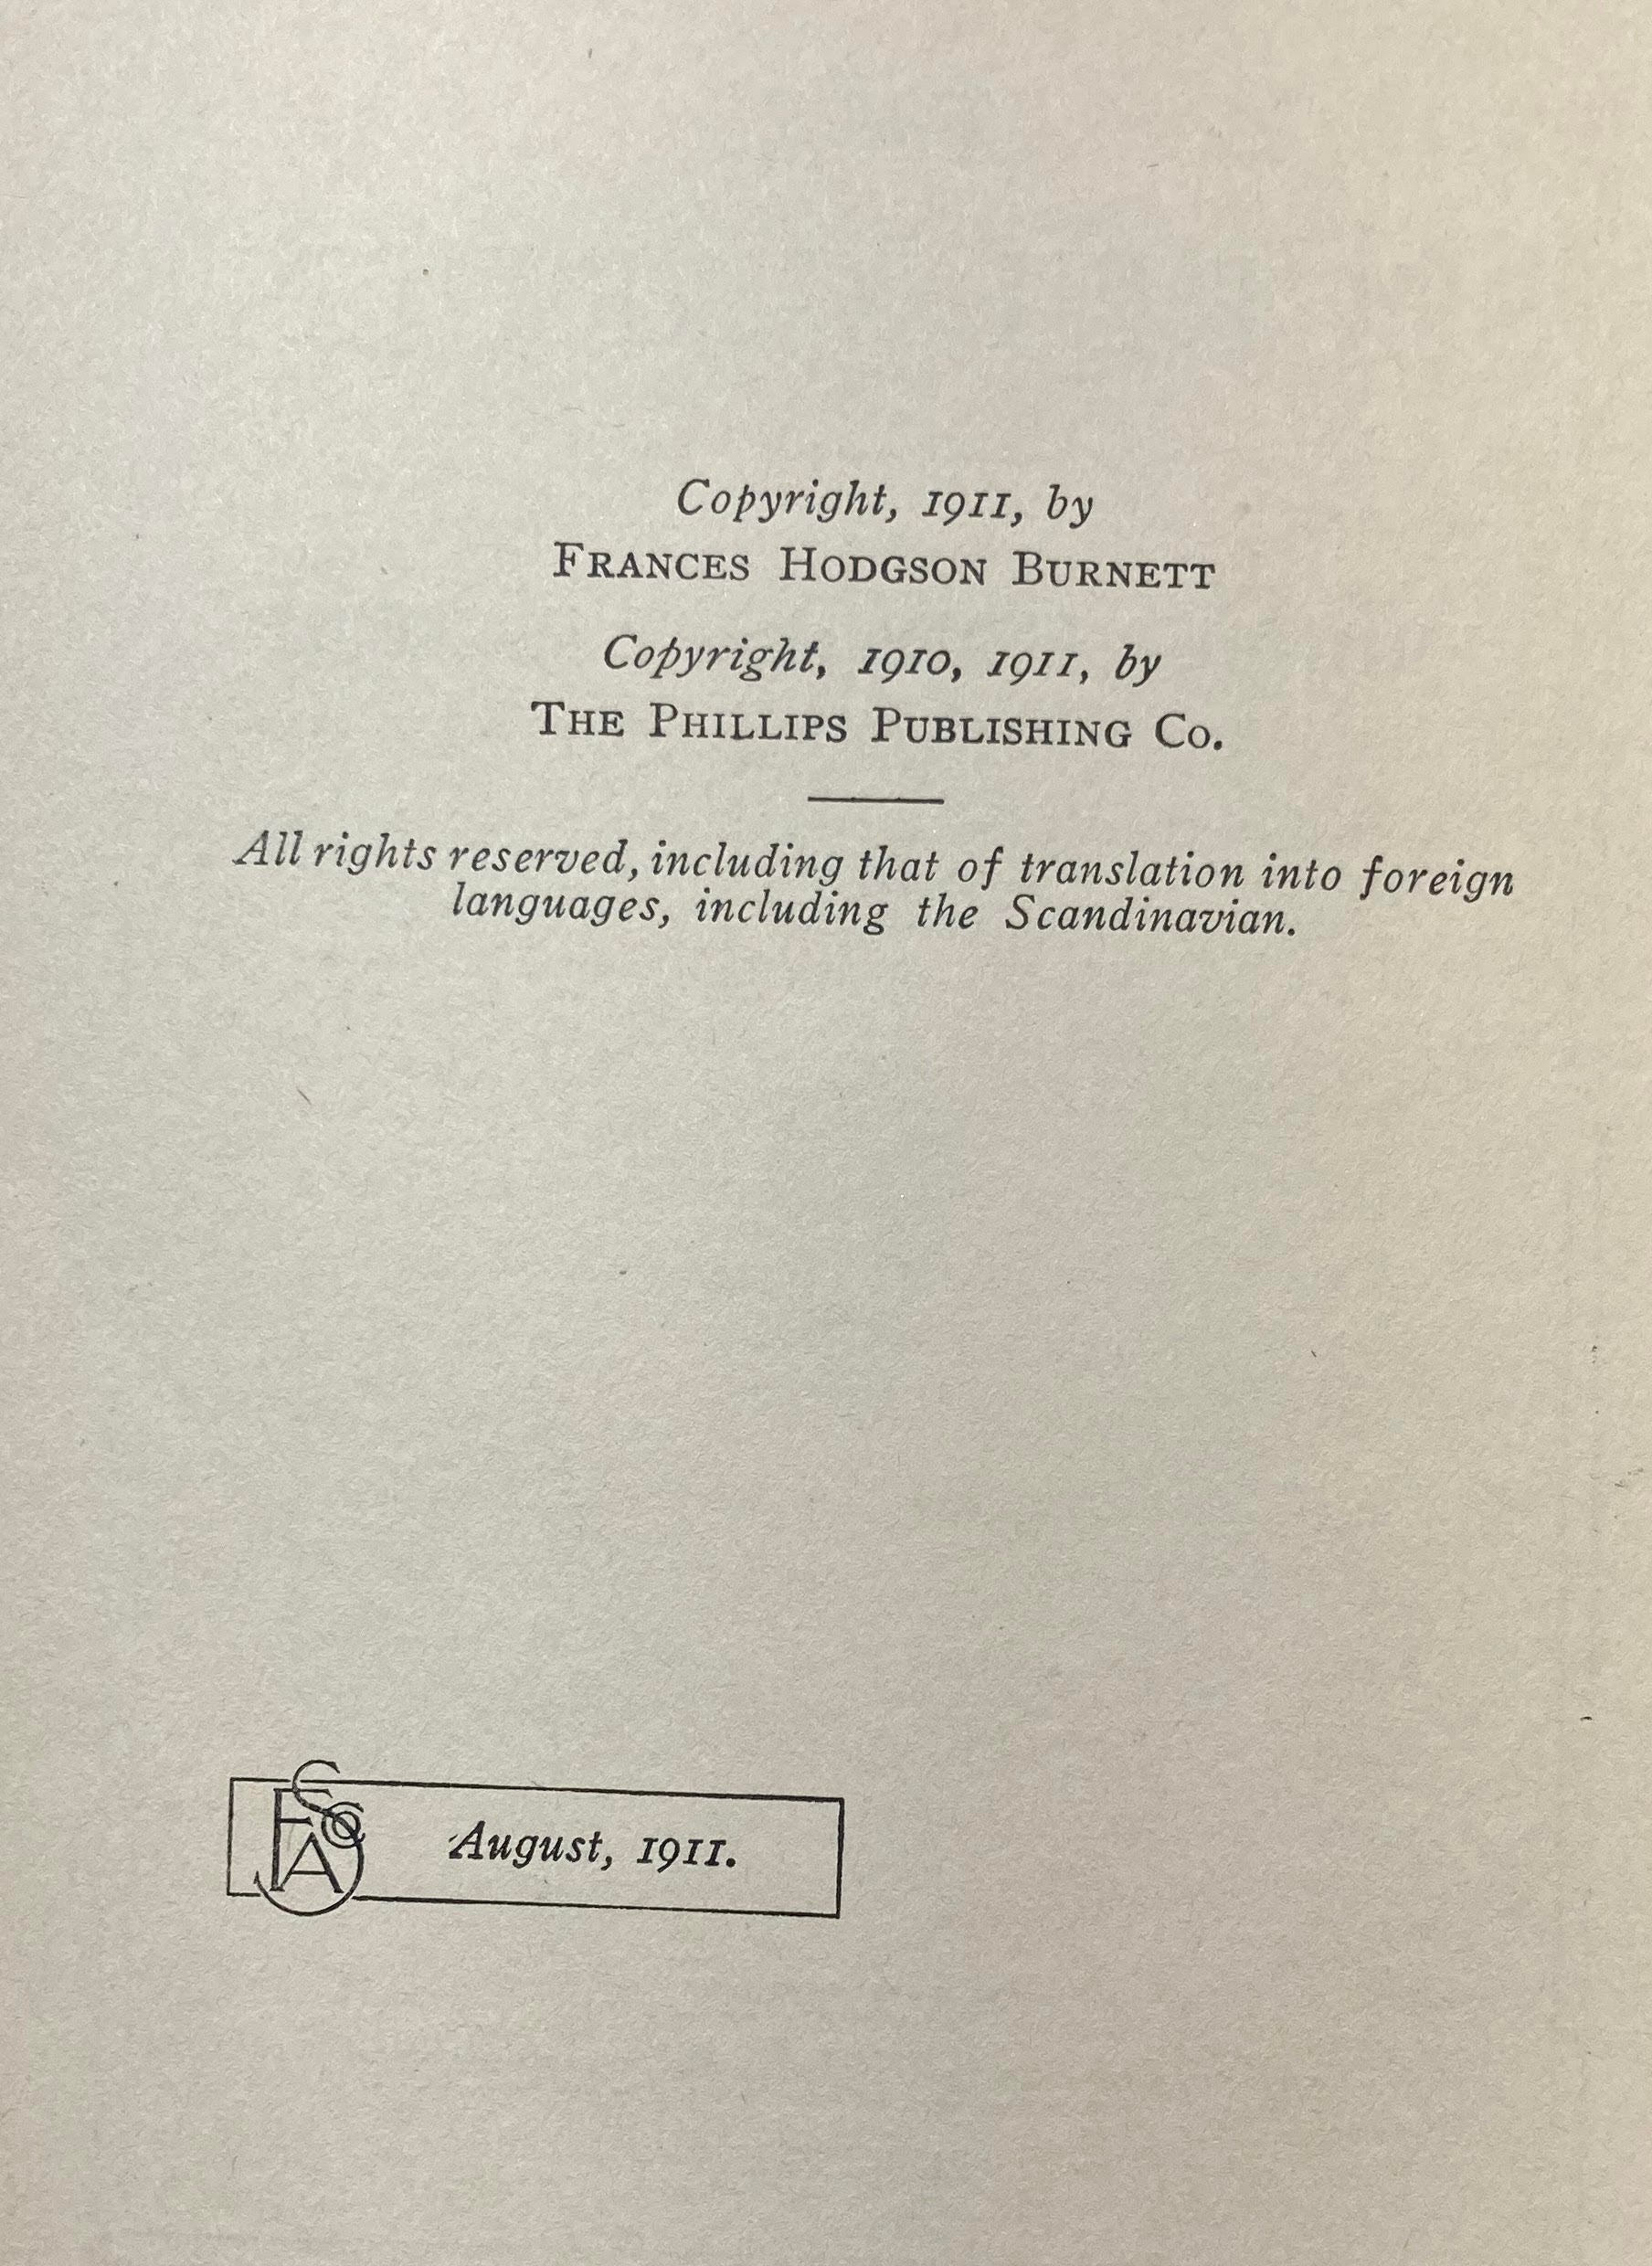 Copyright, 1911, by
FRANCES HODGSON BURNETT
Copyright, 1910, 1911, by
THE PHILLIPS PUBLISHING CO.
All rights reserved, including that of translation into foreign
languages, including the Scandinavian.
August, 1911.